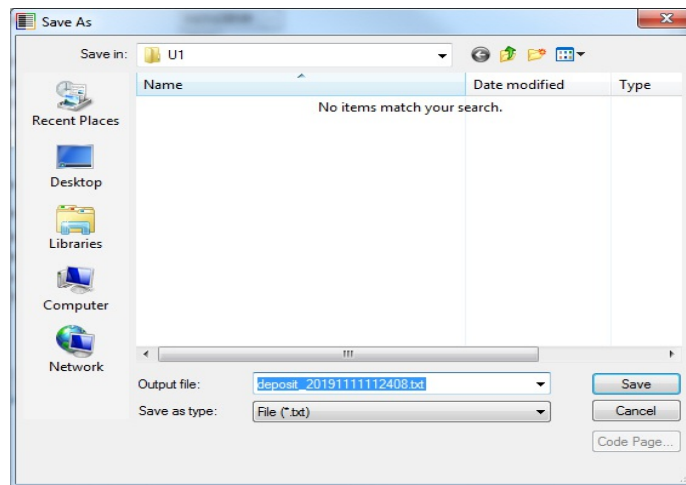 Save As
Save in: U1
Name Date modified Type
No items match your search.
Recent Places
Desktop
Libraries
Computer
Network
Output file: deposit_20191111112408.txt Save
Save as type: File (*.txt) Cancel
Code Page...